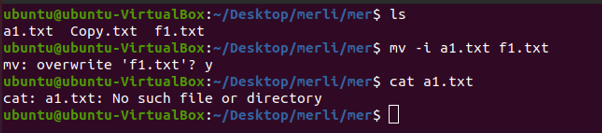 ubuntu@ubuntu-VirtualBox:~/Desktop/merli/mer$ ls
a1.txt  Copy.txt  f1.txt
ubuntu@ubuntu-VirtualBox:~/Desktop/merli/mer$ mv -i a1.txt f1.txt
mv: overwrite 'f1.txt'? y
ubuntu@ubuntu-VirtualBox:~/Desktop/merli/mer$ cat a1.txt
cat: a1.txt: No such file or directory
ubuntu@ubuntu-VirtualBox:~/Desktop/merli/mer$